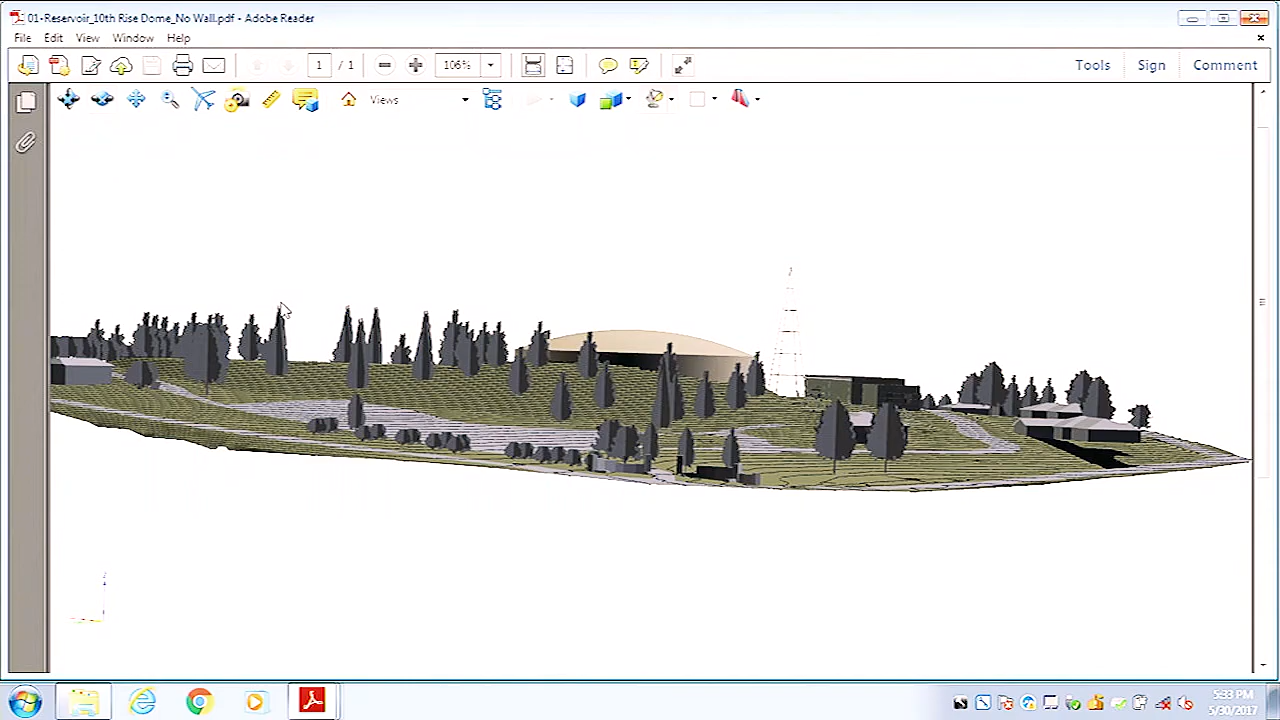 01-Reservoir_10th Rise Dome_No Wall.pdf - Adobe Reader
File Edit View Window Help
1 / 1 106% Tools Sign Comment
Views
5:33 PM
5/30/2017